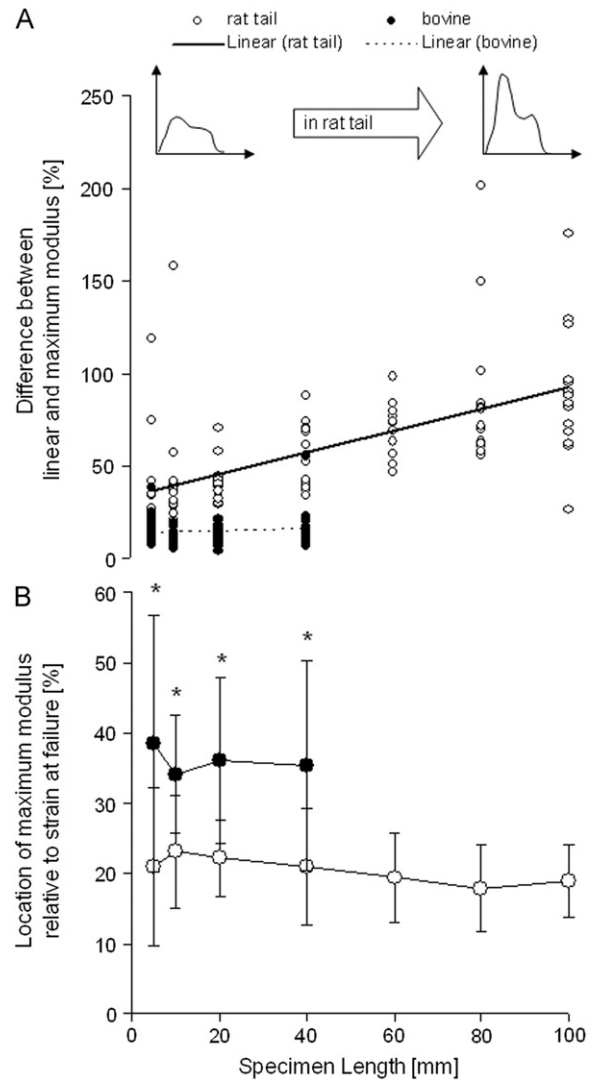 A
rat tail
bovine
Linear (rat tail)
Linear (bovine)
in rat tail
Difference between
linear and maximum modulus [%]
250
200
150
100
50
0
B
Location of maximum modulus
relative to strain at failure [%]
60
50
40
30
20
10
0
* * * *
0 20 40 60 80 100
Specimen Length [mm]